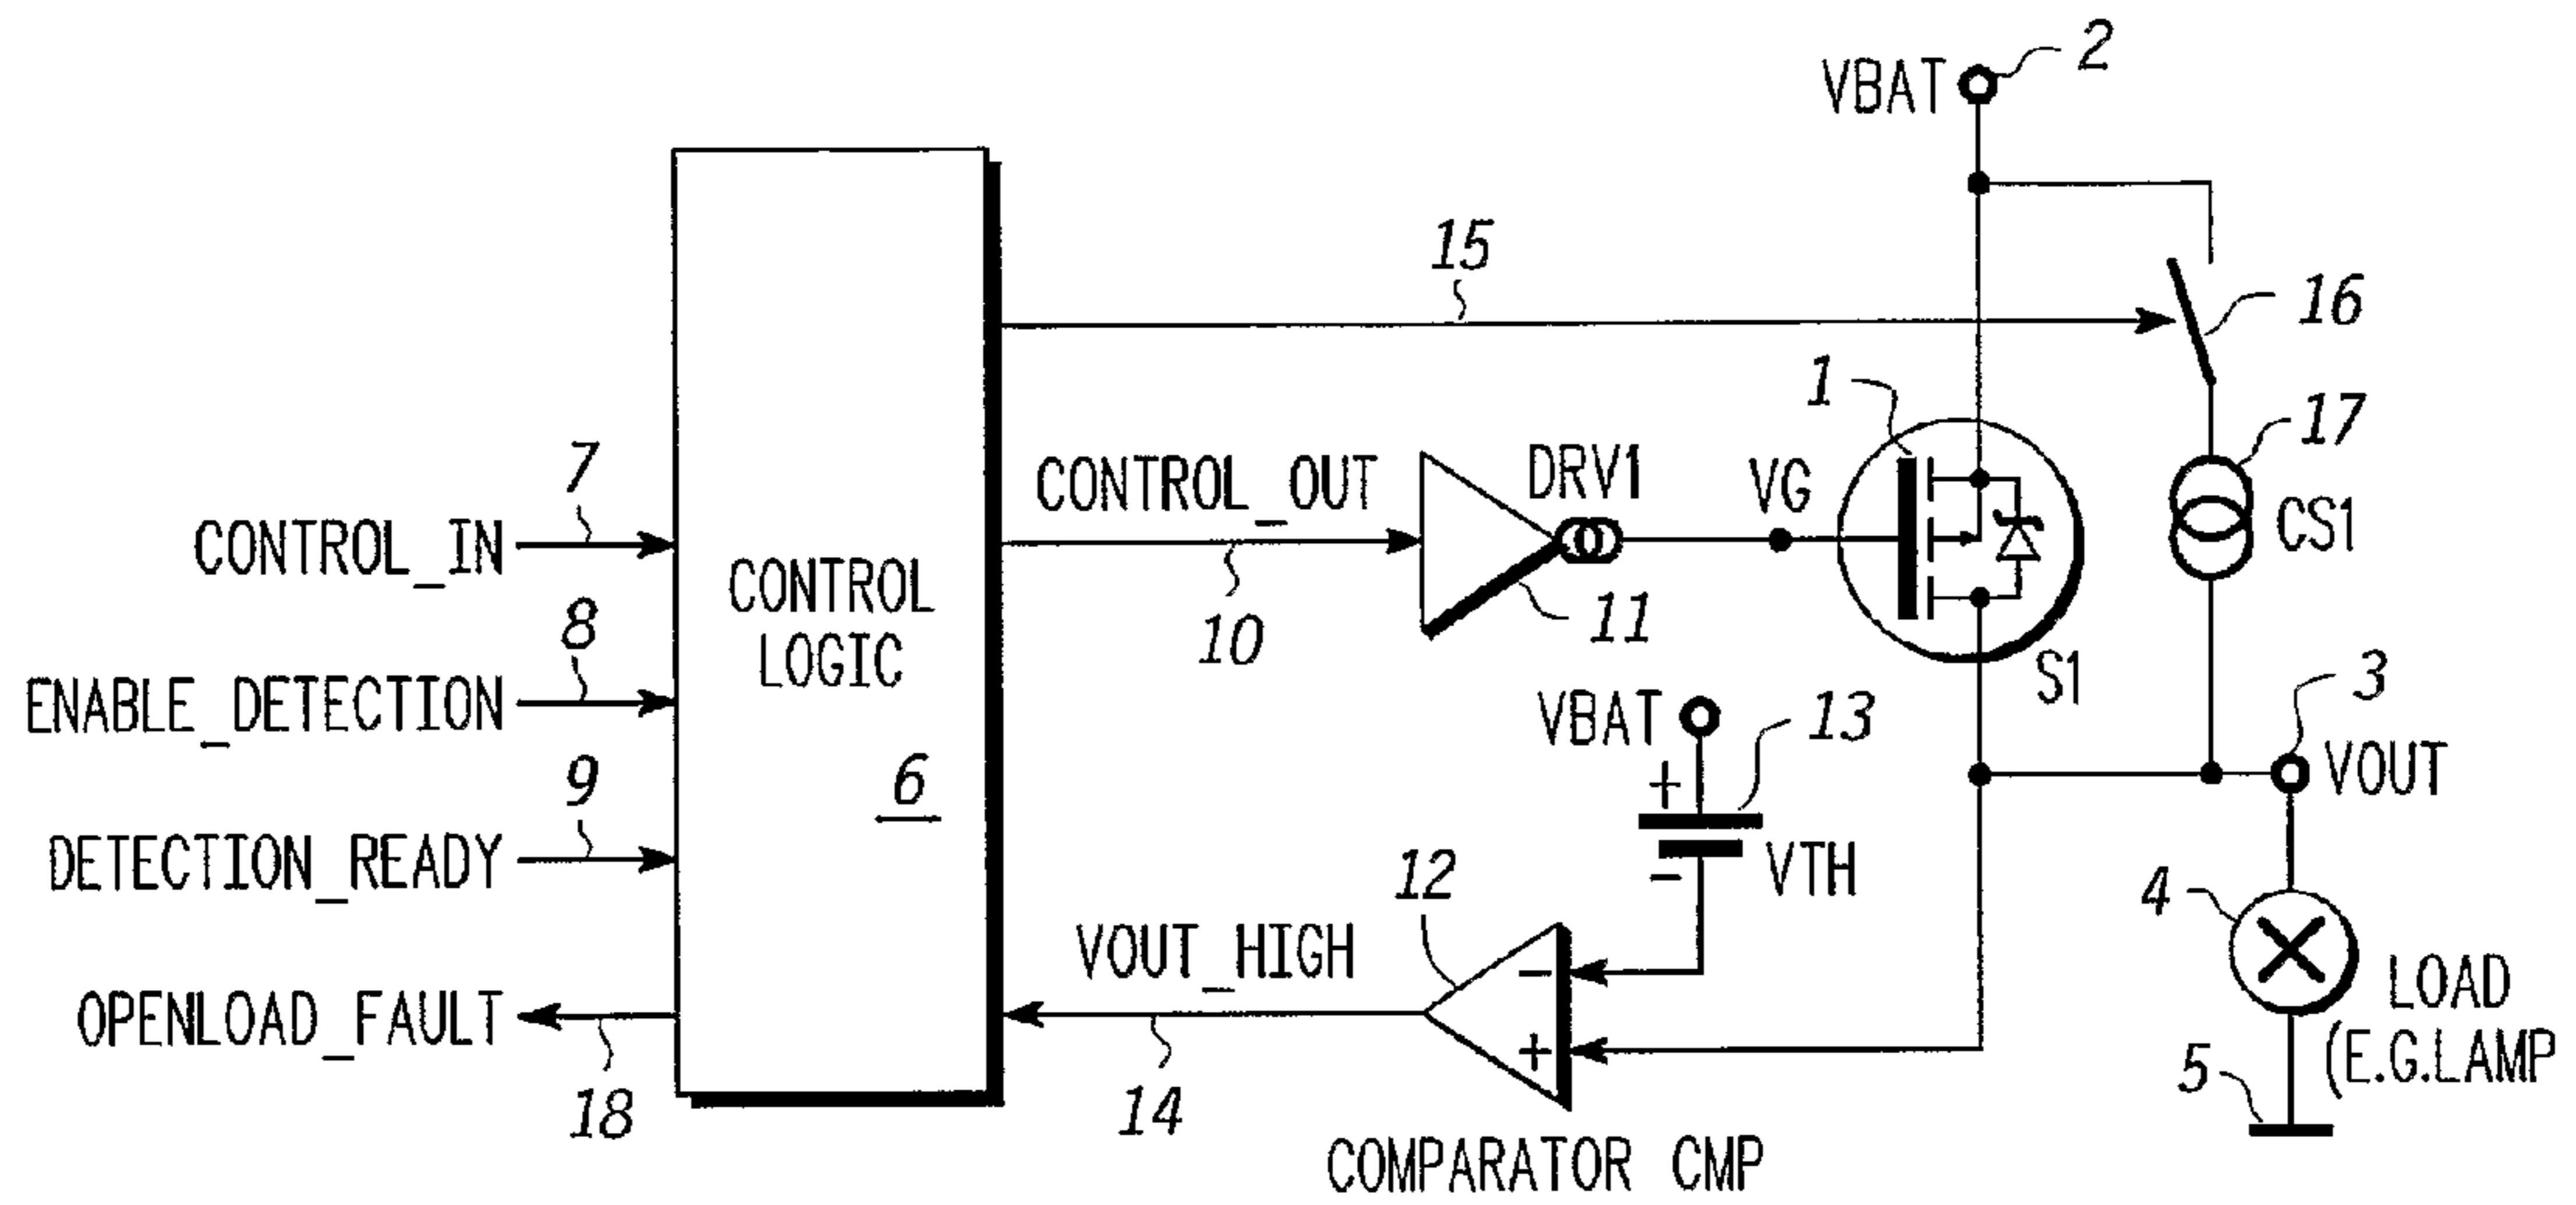 VBAT
2
15
16
1
17
CS1
7
CONTROL_IN
CONTROL_OUT
DRV1
VG
10
11
S1
CONTROL
LOGIC
6
8
ENABLE_DETECTION
VBAT
13
+
-
VTH
3
VOUT
9
DETECTION_READY
12
VOUT_HIGH
-
+
14
4
LOAD
(E.G.LAMP
5
OPENLOAD_FAULT
18
COMPARATOR CMP